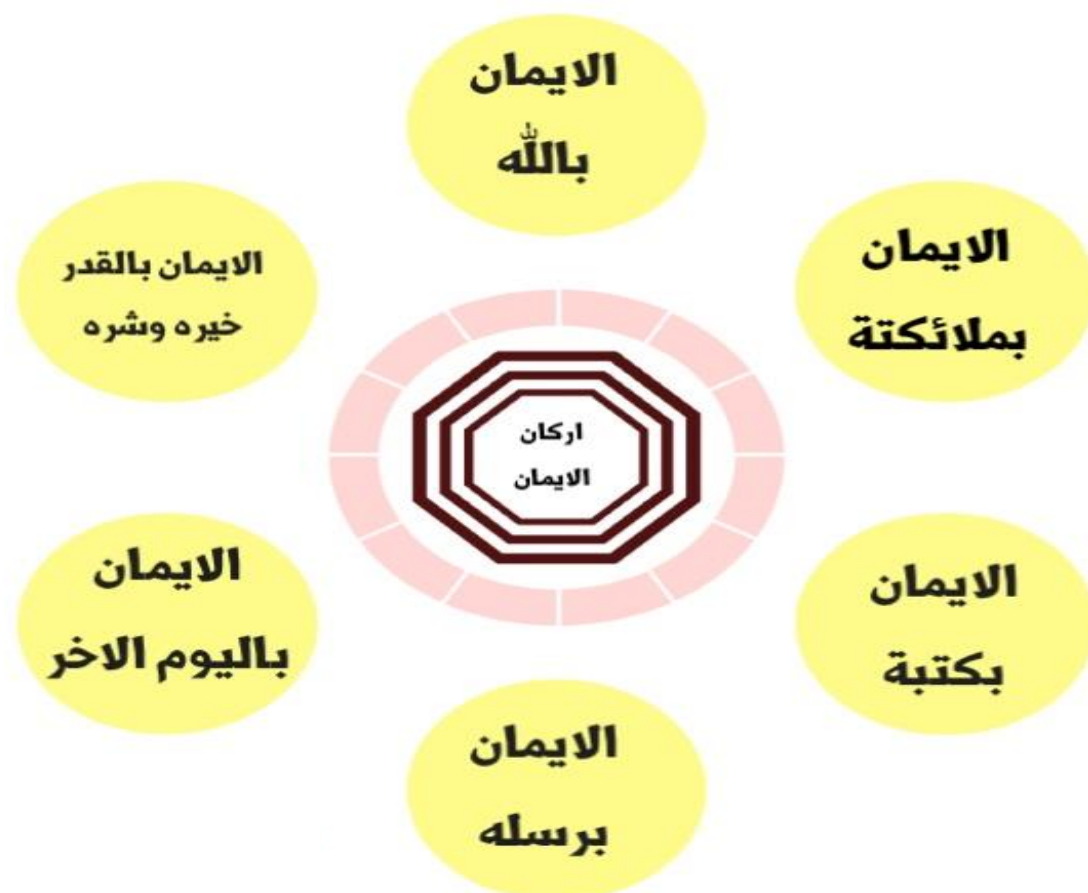 الايمان
بالله
الايمان
بملائكتة
الايمان
بكتبة
الايمان
برسله
الايمان
باليوم الاخر
الايمان بالقدر
خيره وشره
اركان
الايمان